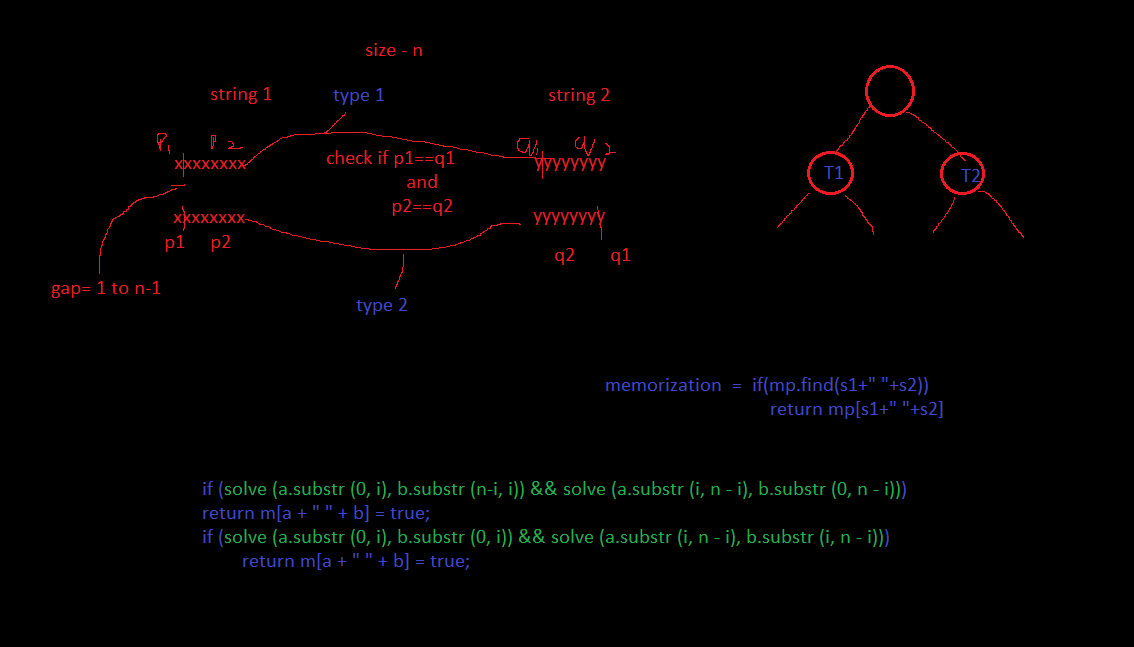 size - n
string 1
type 1
string 2
P1 P2
q1 q2
xxxxxxxx
check if p1==q1
and
p2==q2
yyyyyyyy
T1
T2
xxxxxxxx
yyyyyyyy
p1 p2
q2 q1
gap= 1 to n-1
type 2
memorization = if(mp.find(s1+" "+s2))
return mp[s1+" "+s2]
if (solve (a.substr (0, i), b.substr (n-i, i)) && solve (a.substr (i, n - i), b.substr (0, n - i)))
return m[a + " " + b] = true;
if (solve (a.substr (0, i), b.substr (0, i)) && solve (a.substr (i, n - i), b.substr (i, n - i)))
return m[a + " " + b] = true;